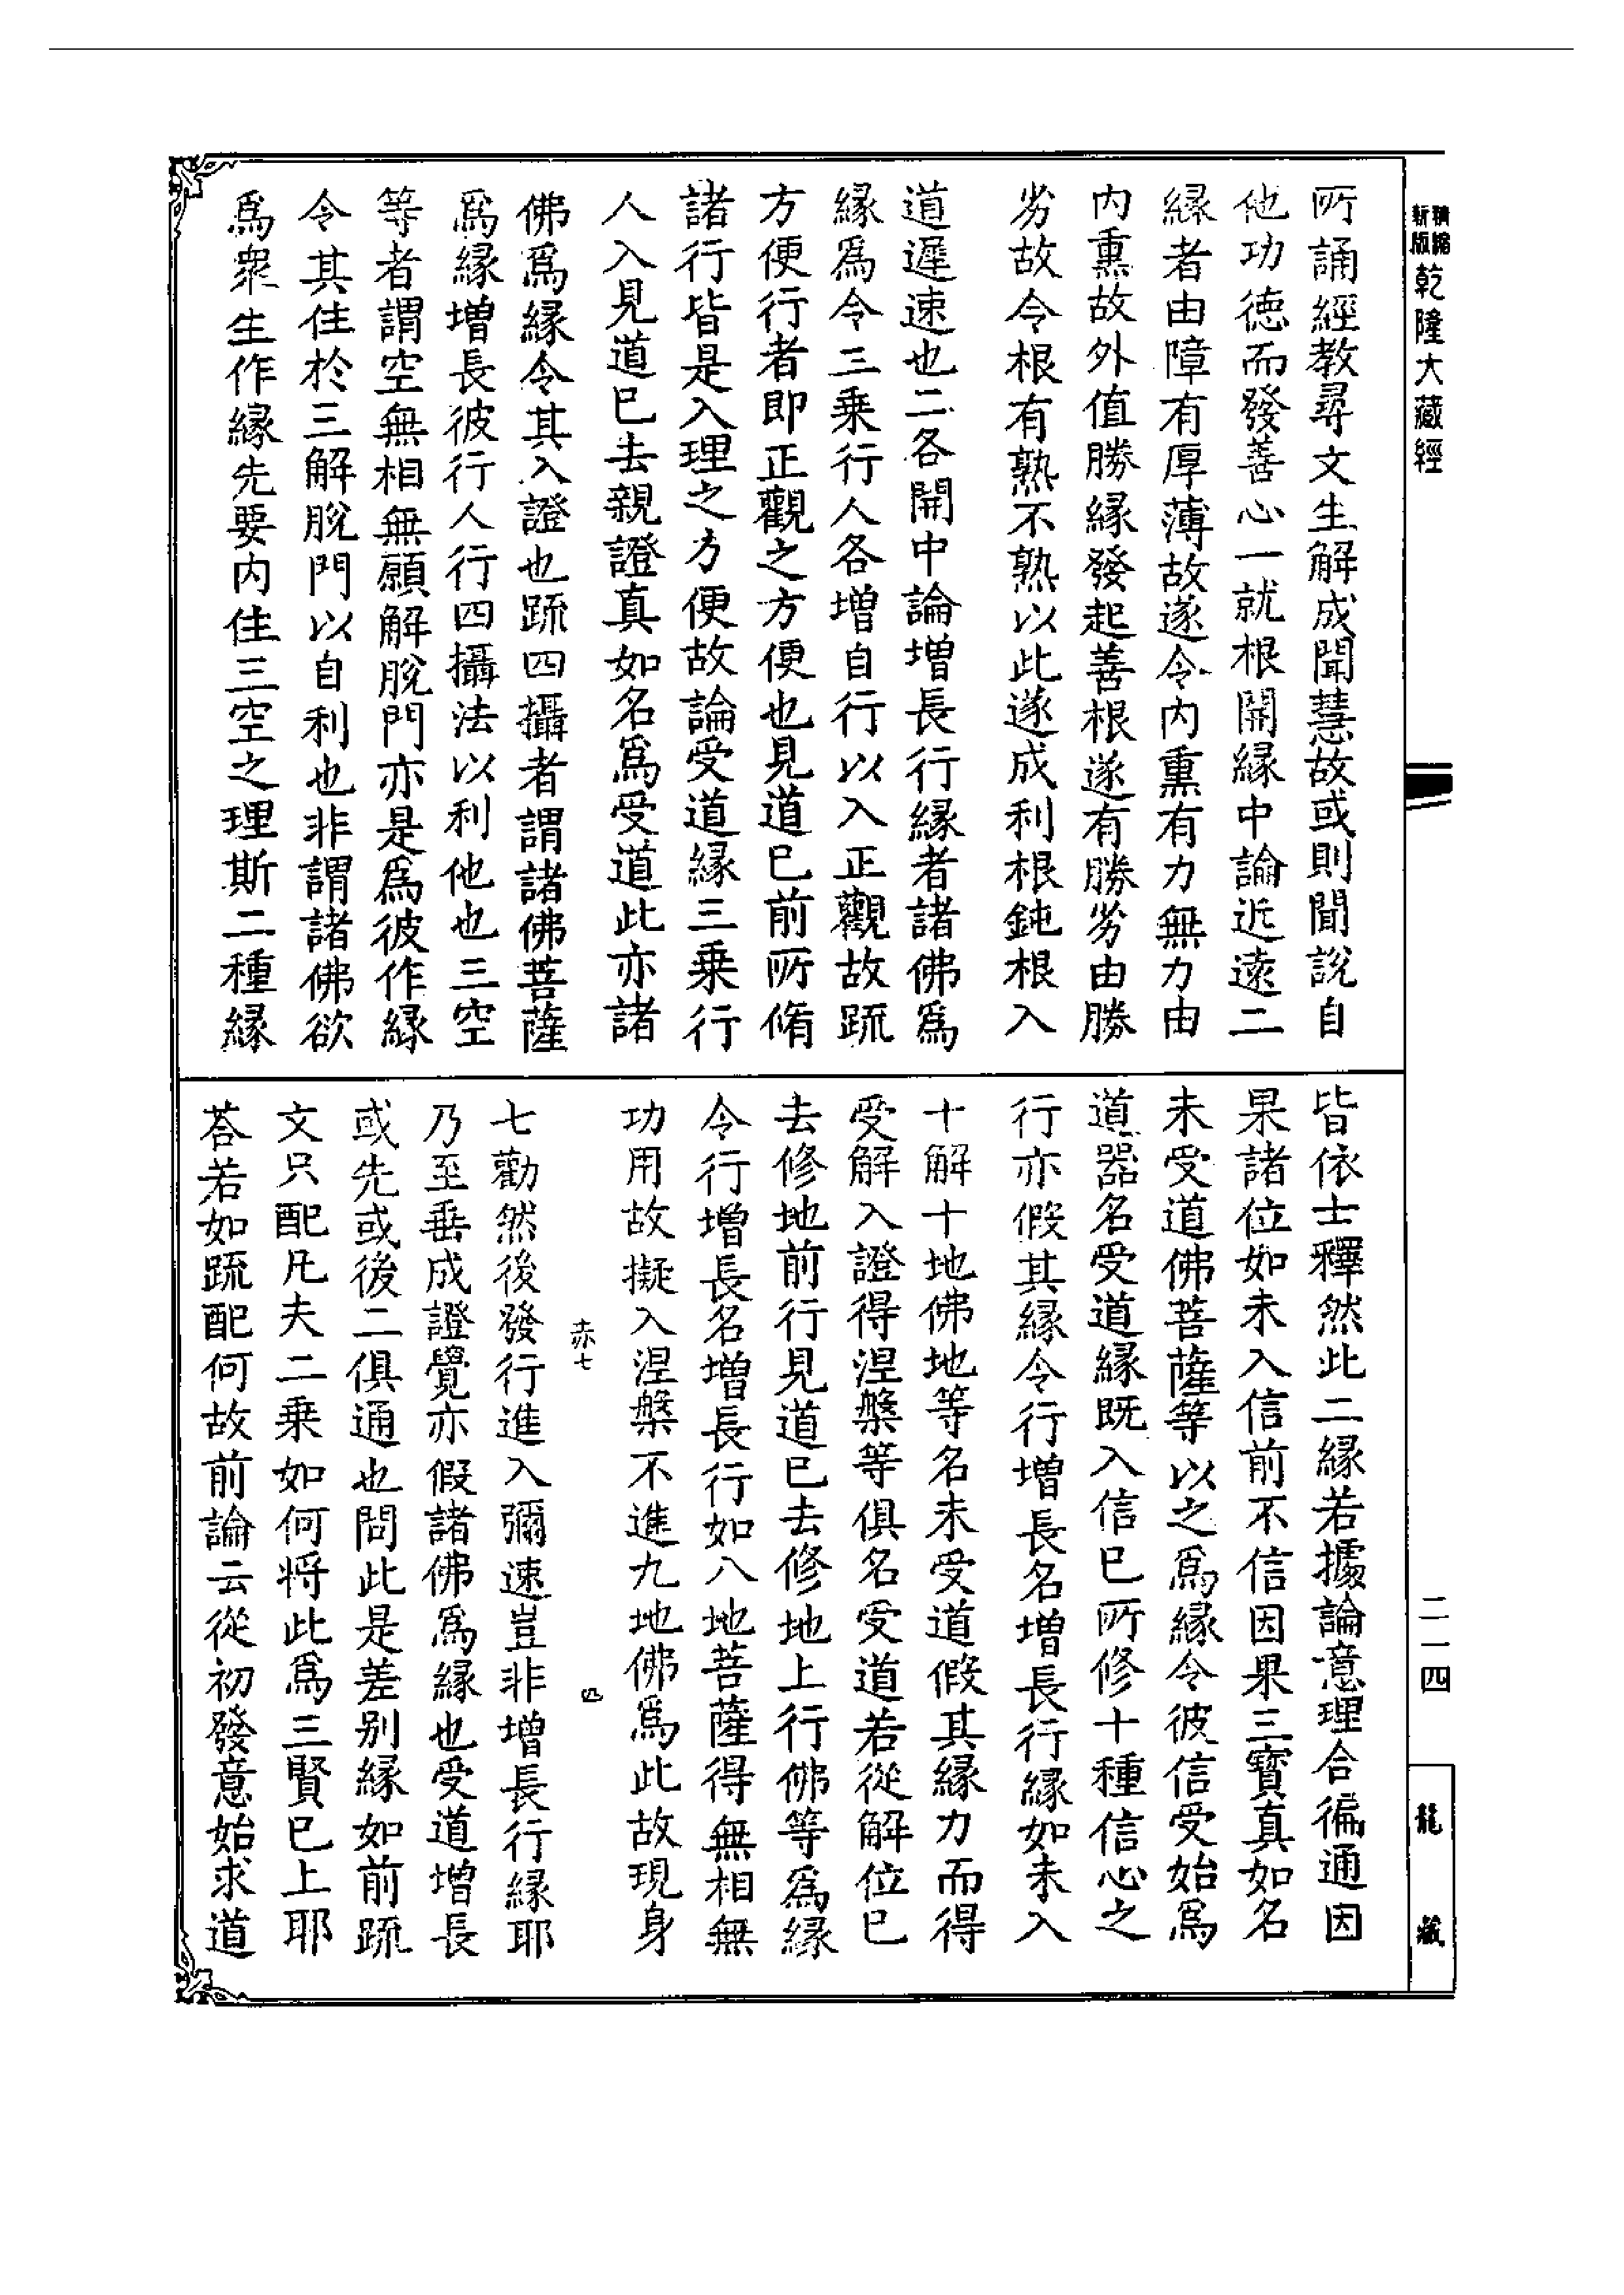 精縮新版乾隆大藏經
所誦經教尋文生解成聞慧故或則聞說自
他功德而發善心一就根開緣中論近遠二
緣者由障有厚薄故遂令內熏有力無力由
內熏故外值勝緣發起善根遂有勝劣由勝
劣故令根有熟不熟以此遂成利根鈍根入
道遲速也二各開中論增長行緣者諸佛爲
緣爲令三乗行人各增自行以入正觀故䟽
方便行者即正觀之方便也見道已前所脩
諸行皆是入理之方便故論受道緣三乗行
人入見道已去親證真如名爲受道此亦諸
佛爲緣令其入證也䟽四攝者謂諸佛菩薩
爲緣增長彼行人行四攝法以利他也三空
等者謂空無相無願解脫門亦是爲彼作緣
令其住於三解脫門以自利也非謂諸佛欲
爲衆生作緣先要内住三空之理斯二種緣
皆依士釋然此二緣若據論意理合徧通因
果諸位如未入信前不信因果三寳真如名
未受道佛菩薩等以之爲緣令彼信受始爲
道器名受道緣既入信已所修十種信心之
行亦假其緣令行增長名增長行緣如未入
十解十地佛地等名未受道假其緣力而得
受解入證得涅槃等俱名受道若從解位已
去修地前行見道已去修地上行佛等爲緣
令行增長名增長行如八地菩薩得無相無
功用故擬入涅槃不進九地佛爲此故現身
赤七
四
七勸然後發行進入彌速豈非增長行緣耶
乃至垂成證覺亦假諸佛爲緣也受道增長
或先或後二俱通也問此是差别緣如前䟽
文只配凡夫二乗如何将此爲三賢已上耶
荅若如䟽配何故前論云從初發意始求道
二一四
龍藏